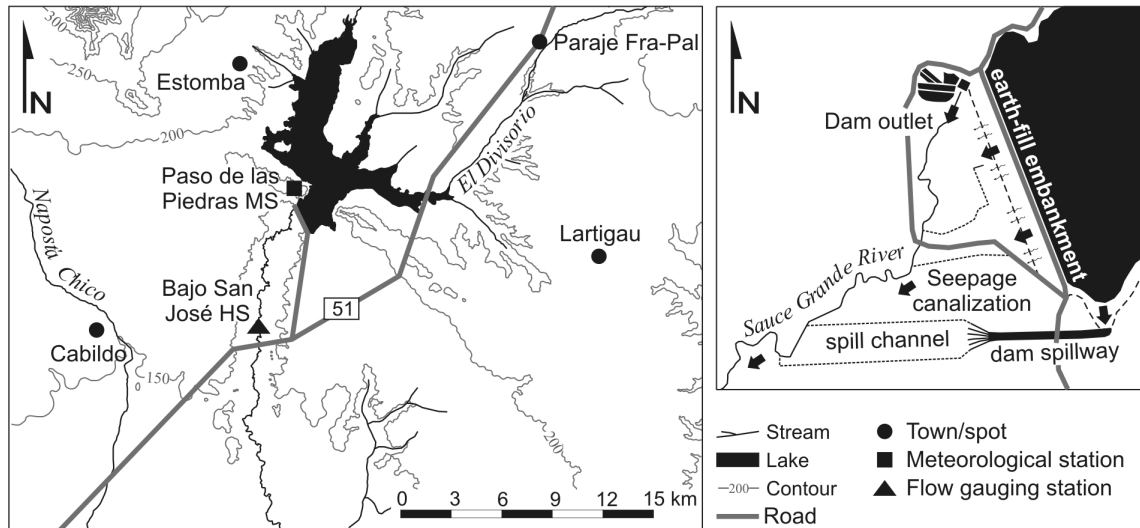 300
250
200
N
Estomba
Paraje Fra-Pal
El Divisorio
Paso de las
Piedras MS
Lartigau
Napostá Chico
Bajo San
José HS
51
Cabildo
150
200
0 3 6 9 12 15 km
N
Dam outlet
earth-fill embankment
Sauce Grande River
Seepage
canalization
spill channel
dam spillway
Stream
Lake
200 Contour
Road
Town/spot
Meteorological station
Flow gauging station